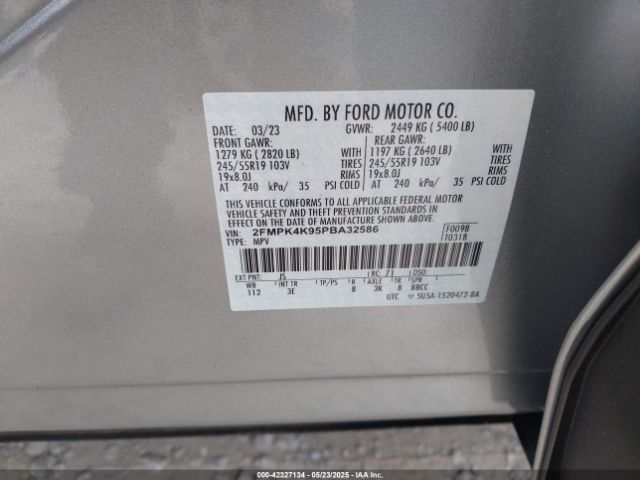 MFD. BY FORD MOTOR CO.
DATE: 03/23 GVWR: 2449 KG ( 5400 LB)
FRONT GAWR: REAR GAWR:
1279 KG ( 2820 LB) WITH 1197 KG ( 2640 LB) WITH
245/55R19 103V TIRES 245/55R19 103V TIRES
19x8.0J RIMS 19x8.0J RIMS
AT 240 kPa/ 35 PSI COLD AT 240 kPa/ 35 PSI COLD
THIS VEHICLE CONFORMS TO ALL APPLICABLE FEDERAL MOTOR
VEHICLE SAFETY AND THEFT PREVENTION STANDARDS IN
EFFECT ON THE DATE OF MANUFACTURE SHOWN ABOVE.
VIN: 2FMPK4K95PBA32586 F0098
TYPE: MPV T0318
EXT PNT: JS RC: 71 DSO:
WB INT TR TP/PS R AXLE TR SPR
112 3E B 3K 8 BBCC
UTC 5U5A-1520472-BA
000-42327134 - 05/23/2025 - IAA Inc.